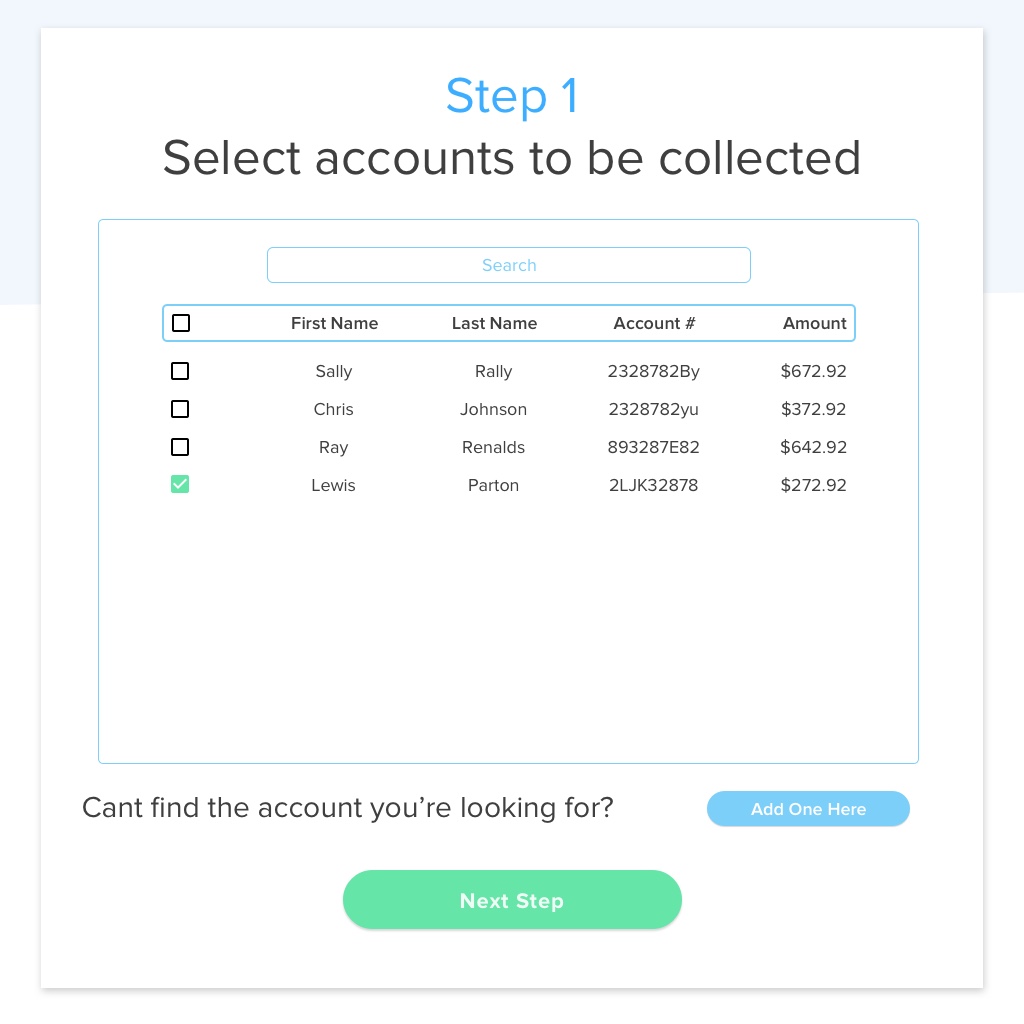 Step 1
Select accounts to be collected
Search
First Name Last Name Account # Amount
Sally Rally 2328782By $672.92
Chris Johnson 2328782yu $372.92
Ray Renalds 893287E82 $642.92
Lewis Parton 2LJK32878 $272.92
Cant find the account you’re looking for? Add One Here
Next Step